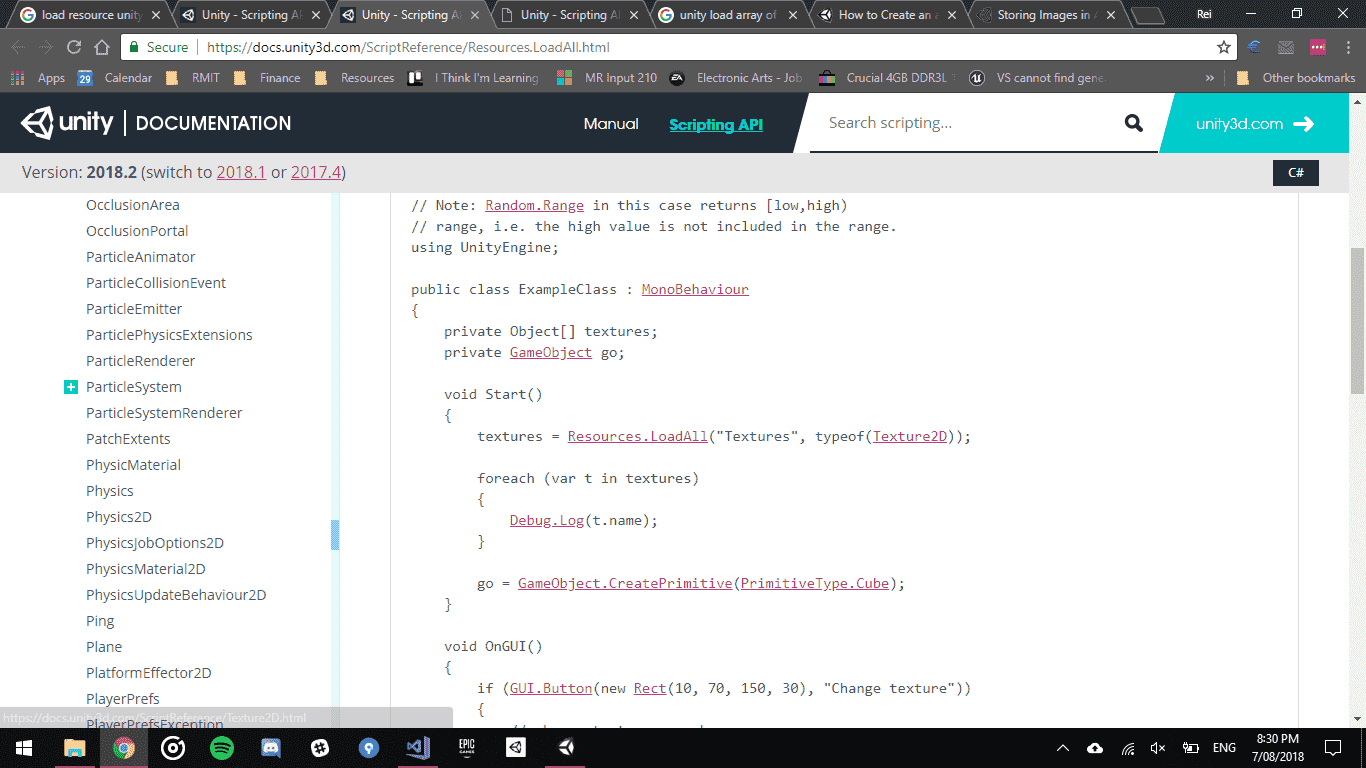 load resource unity
Unity - Scripting AP
Unity - Scripting AP
Unity - Scripting AP
unity load array of
How to Create an a
Storing Images in A
Rei
Secure
https://docs.unity3d.com/ScriptReference/Resources.LoadAll.html
Apps
29
Calendar
RMIT
Finance
Resources
I Think I'm Learning
MR Input 210
EA
Electronic Arts - Job
Crucial 4GB DDR3L
VS cannot find gene
»
Other bookmarks
unity | DOCUMENTATION
Manual
Scripting API
Search scripting...
unity3d.com
Version: 2018.2 (switch to 2018.1 or 2017.4)
C#
OcclusionArea
OcclusionPortal
ParticleAnimator
ParticleCollisionEvent
ParticleEmitter
ParticlePhysicsExtensions
ParticleRenderer
ParticleSystem
ParticleSystemRenderer
PatchExtents
PhysicMaterial
Physics
Physics2D
PhysicsJobOptions2D
PhysicsMaterial2D
PhysicsUpdateBehaviour2D
Ping
Plane
PlatformEffector2D
PlayerPrefs
PlayerPrefsException
https://docs.unity3d.com/ScriptReference/Texture2D.html
// Note: Random.Range in this case returns [low,high)
// range, i.e. the high value is not included in the range.
using UnityEngine;
public class ExampleClass : MonoBehaviour
{
private Object[] textures;
private GameObject go;
void Start()
{
textures = Resources.LoadAll("Textures", typeof(Texture2D));
foreach (var t in textures)
{
Debug.Log(t.name);
}
go = GameObject.CreatePrimitive(PrimitiveType.Cube);
}
void OnGUI()
{
if (GUI.Button(new Rect(10, 70, 150, 30), "Change texture"))
{
EPIC
GAMES
ENG
8:30 PM
7/08/2018